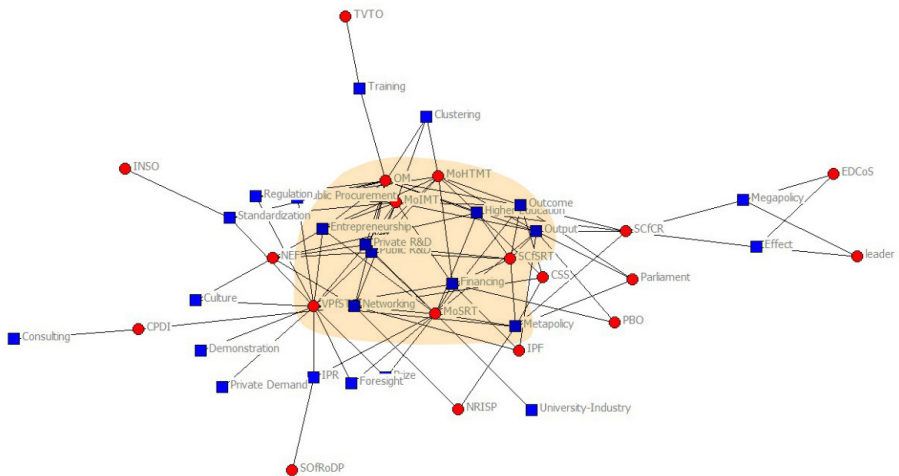 TVTO
Training
Clustering
INSO
EDCoS
MoHTMT
OM
Regulation
Public Procurement
MoIMT
Megapolicy
Outcome
Higher Education
Standardization
Entrepreneurship
Output
SCfCR
Private R&D
Effect
Public R&D
NEF
SCfSRT
leader
CSS
Parliament
Financing
Culture
VPfST
Networking
MoSRT
PBO
Metapolicy
CPDI
Consulting
Demonstration
IPF
IPR
Foresight
Private Demand
NRISP
University-Industry
SOfRoDP